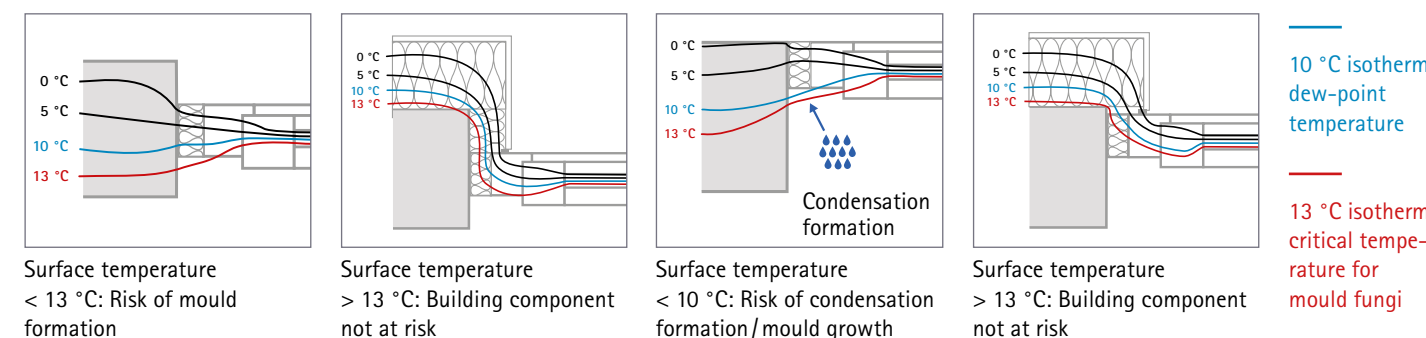 0 °C
5 °C
10 °C
13 °C
Surface temperature
< 13 °C: Risk of mould
formation
0 °C
5 °C
10 °C
13 °C
Surface temperature
> 13 °C: Building component
not at risk
0 °C
5 °C
10 °C
13 °C
Condensation
formation
Surface temperature
< 10 °C: Risk of condensation
formation / mould growth
0 °C
5 °C
10 °C
13 °C
Surface temperature
> 13 °C: Building component
not at risk
10 °C isotherm
dew-point
temperature
13 °C isotherm
critical tempe-
rature for
mould fungi